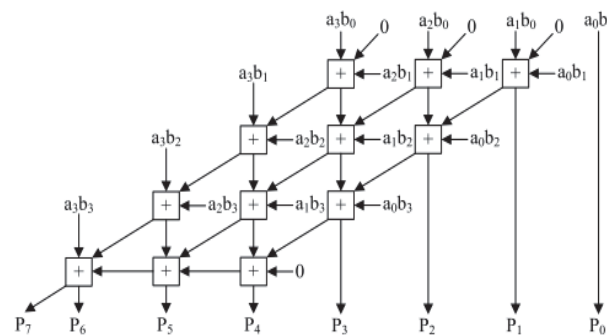 a₃b₀ 0 a₂b₀ 0 a₁b₀ 0 a₀b
a₃b₁ + a₂b₁ + a₁b₁ + a₀b₁
a₃b₂ + a₂b₂ + a₁b₂ + a₀b₂
a₃b₃ + a₂b₃ + a₁b₃ + a₀b₃
+ + + 0
P₇ P₆ P₅ P₄ P₃ P₂ P₁ P₀